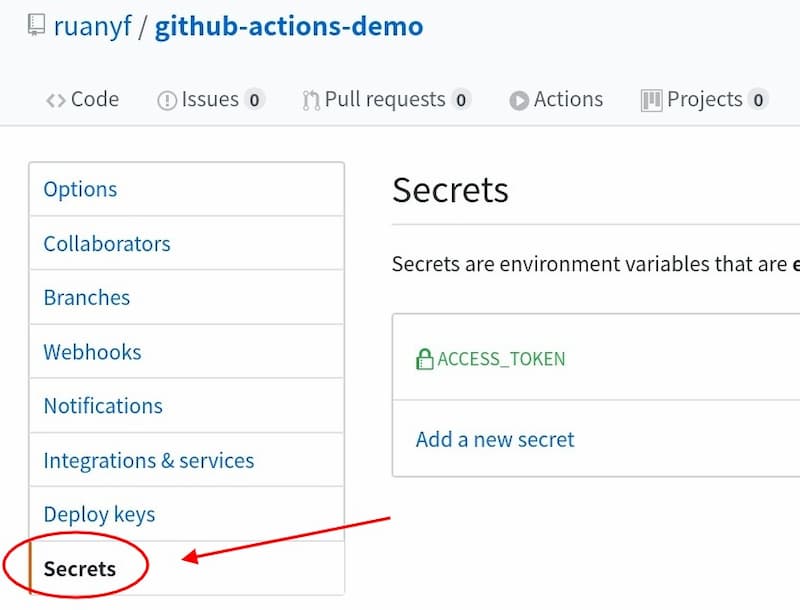 ruanyf / github-actions-demo
Code Issues 0 Pull requests 0 Actions Projects 0
Options
Collaborators
Branches
Webhooks
Notifications
Integrations & services
Deploy keys
Secrets
Secrets
Secrets are environment variables that are
ACCESS_TOKEN
Add a new secret